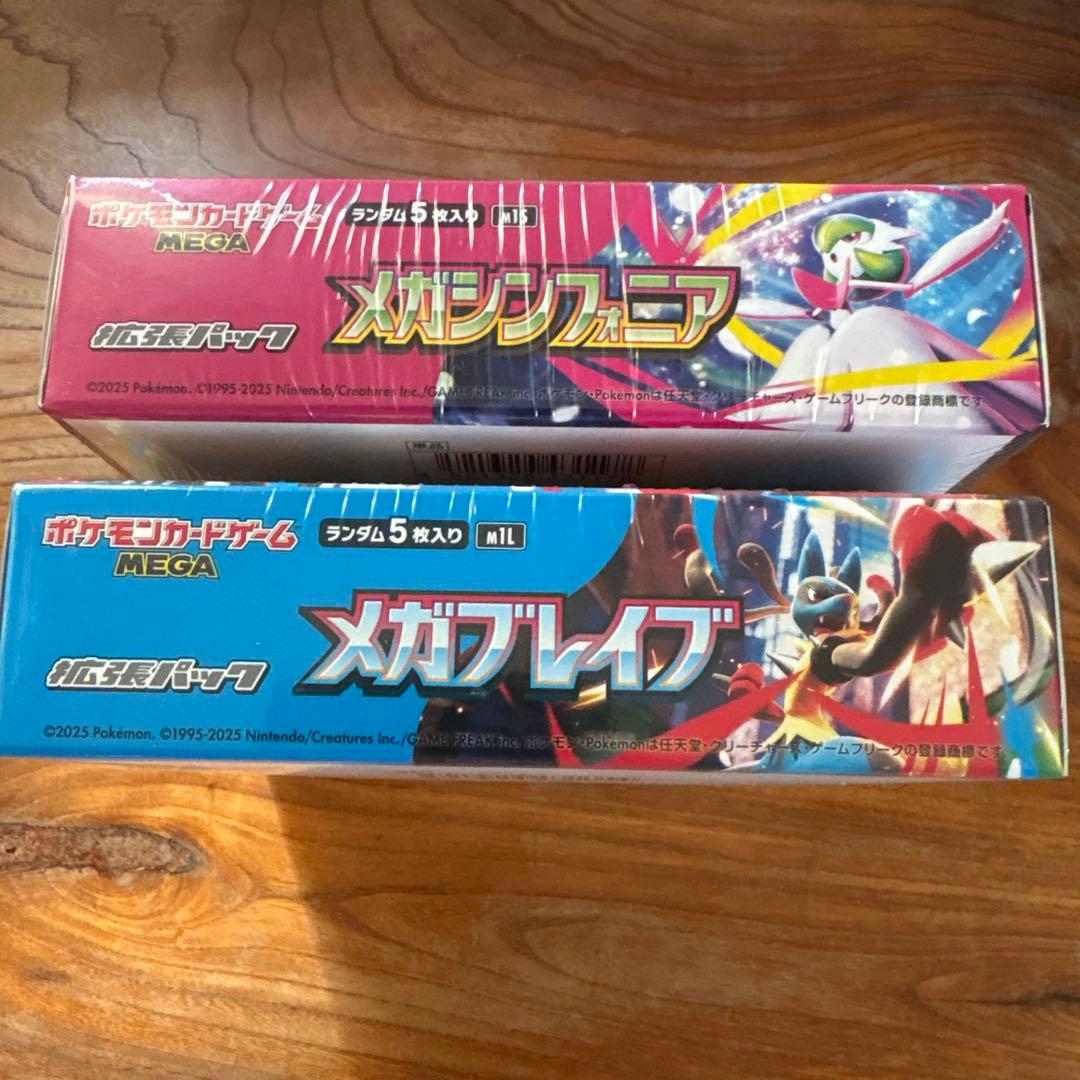 ポケモンカードゲーム
MEGA
ランダム5枚入り
M1S
メガシンフォニア
拡張パック
©2025 Pokémon. ©1995-2025 Nintendo/Creatures Inc./GAME FREAK inc. ポケモン・Pokémonは任天堂・クリーチャーズ・ゲームフリークの登録商標です
ポケモンカードゲーム
MEGA
ランダム5枚入り
M1L
メガブレイブ
拡張パック
©2025 Pokémon. ©1995-2025 Nintendo/Creatures Inc./GAME FREAK inc. ポケモン・Pokémonは任天堂・クリーチャーズ・ゲームフリークの登録商標です